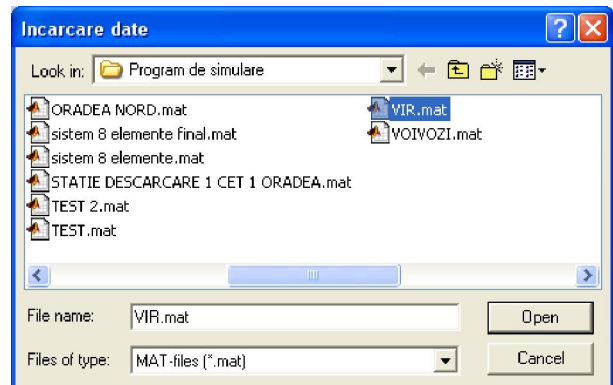 Incarcare date
Look in: Program de simulare
ORADEA NORD.mat
sistem 8 elemente final.mat
sistem 8 elemente.mat
STATIE DESCARCARE 1 CET 1 ORADEA.mat
TEST 2.mat
TEST.mat
VIR.mat
VOIVOZI.mat
File name: VIR.mat
Open
Files of type: MAT-files (*.mat)
Cancel